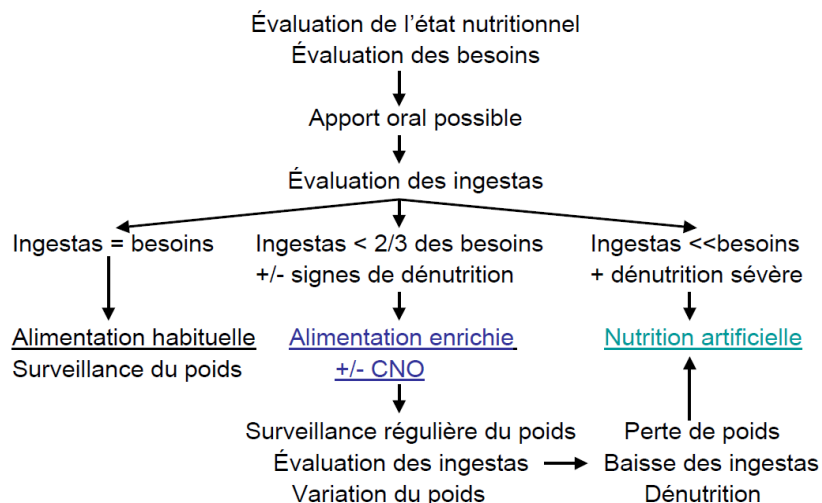 Évaluation de l’état nutritionnel
Évaluation des besoins
Apport oral possible
Évaluation des ingestas
Ingestas = besoins
Ingestas < 2/3 des besoins
+/- signes de dénutrition
Ingestas <<besoins
+ dénutrition sévère
Alimentation habituelle
Surveillance du poids
Alimentation enrichie
+/- CNO
Nutrition artificielle
Surveillance régulière du poids
Évaluation des ingestas
Variation du poids
Perte de poids
Baisse des ingestas
Dénutrition